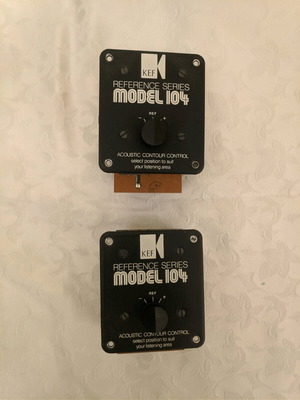 KEF
REFERENCE SERIES
MODEL 104
REF
ACOUSTIC CONTOUR CONTROL
select position to suit
your listening area
KEF
REFERENCE SERIES
MODEL 104
REF
ACOUSTIC CONTOUR CONTROL
select position to suit
your listening area